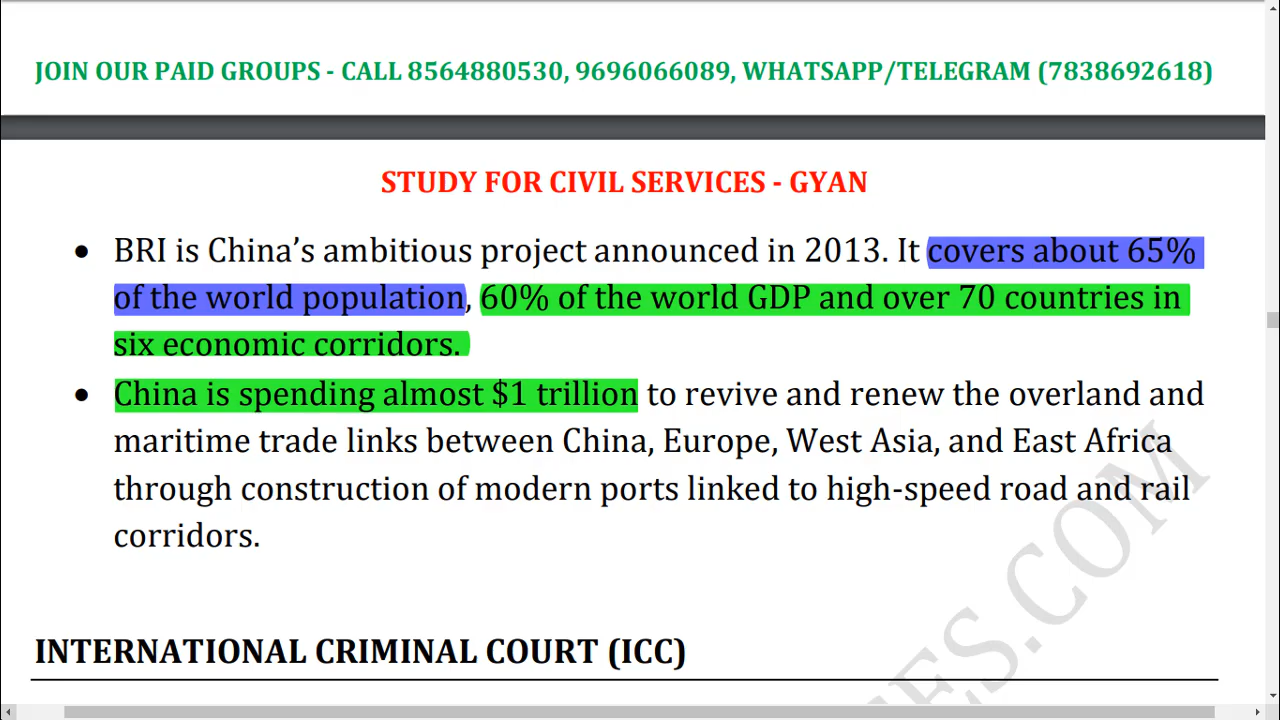 JOIN OUR PAID GROUPS - CALL 8564880530, 9696066089, WHATSAPP/TELEGRAM (7838692618)
STUDY FOR CIVIL SERVICES - GYAN
• BRI is China’s ambitious project announced in 2013. It covers about 65%
of the world population, 60% of the world GDP and over 70 countries in
six economic corridors.
• China is spending almost $1 trillion to revive and renew the overland and
maritime trade links between China, Europe, West Asia, and East Africa
through construction of modern ports linked to high-speed road and rail
corridors.
INTERNATIONAL CRIMINAL COURT (ICC)
ES.COM